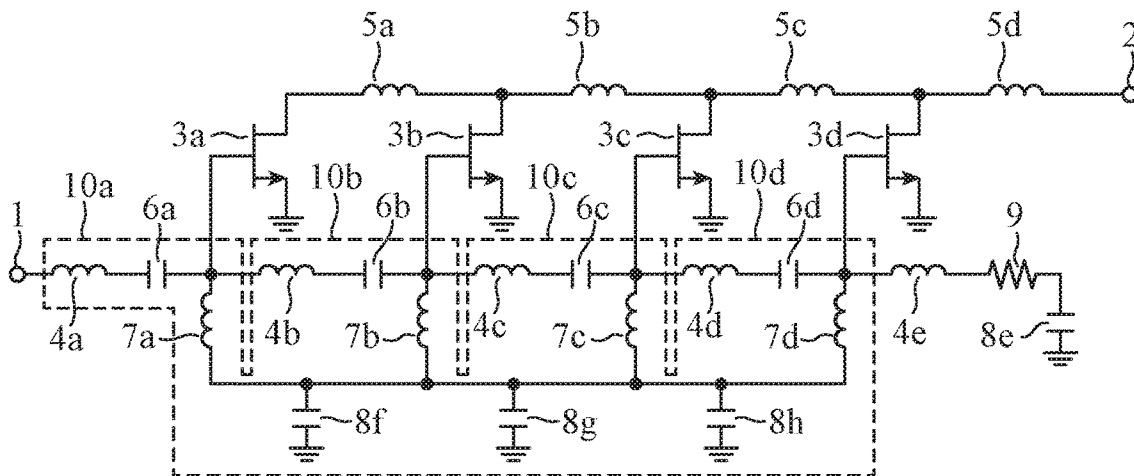 5a 5b 5c 5d 2
3a 3b 3c 3d
10a 10b 10c 10d
1 6a 6b 6c 6d 9
4a 7a 4b 7b 4c 7c 4d 7d 4e 8e
8f 8g 8h